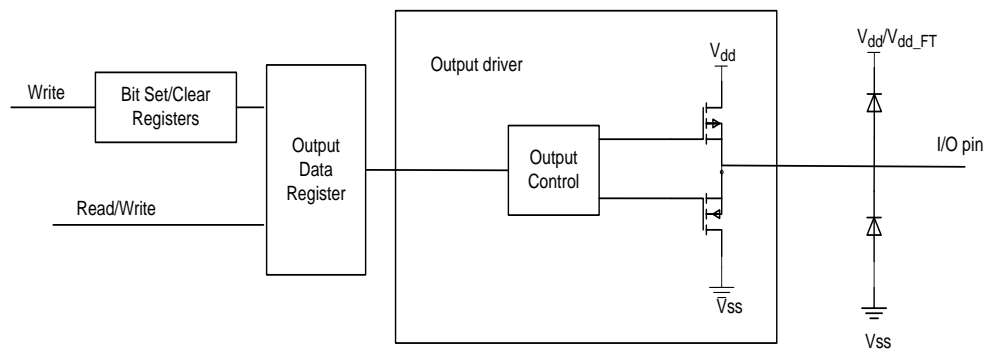 Output driver
Vdd
Vdd/Vdd_FT
Write
Bit Set/Clear
Registers
Output
Data
Register
Output
Control
I/O pin
Read/Write
Vss
Vss